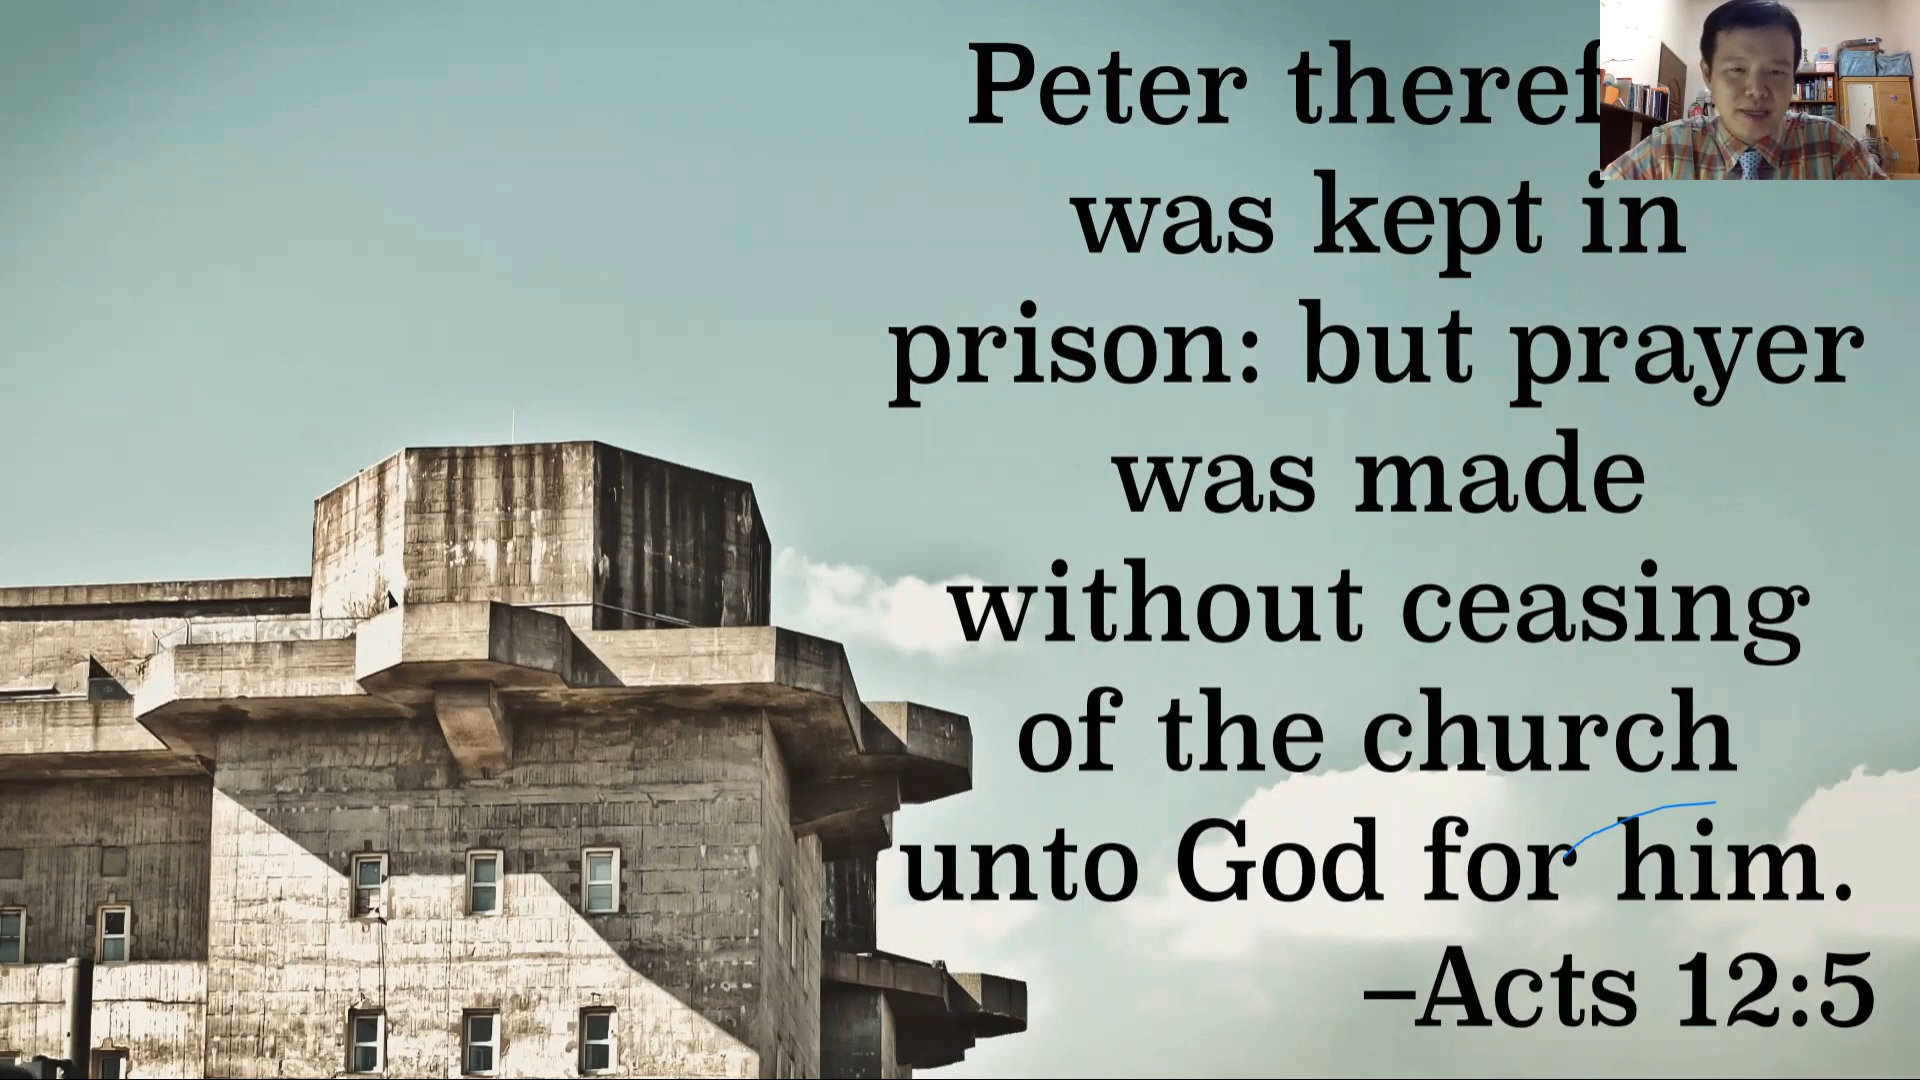 Peter theref
was kept in
prison: but prayer
was made
without ceasing
of the church
unto God for him.
–Acts 12:5